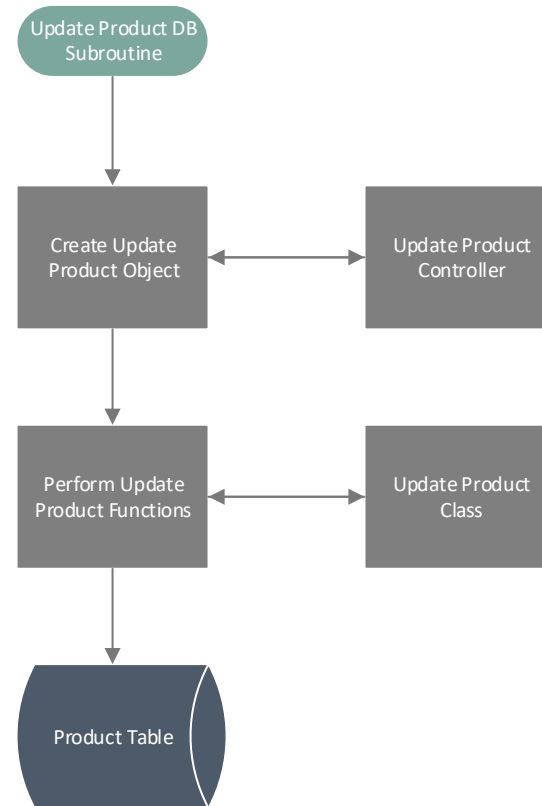 Update Product DB
Subroutine
Create Update
Product Object
Update Product
Controller
Perform Update
Product Functions
Update Product
Class
Product Table